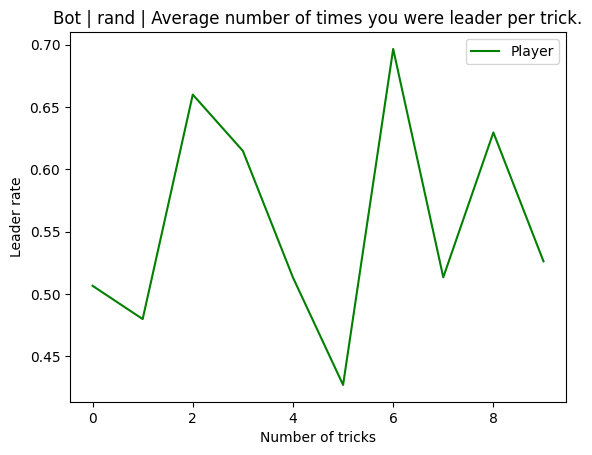 Bot | rand | Average number of times you were leader per trick.
Player
0.70
0.65
0.60
0.55
0.50
0.45
Leader rate
0
2
4
6
8
Number of tricks